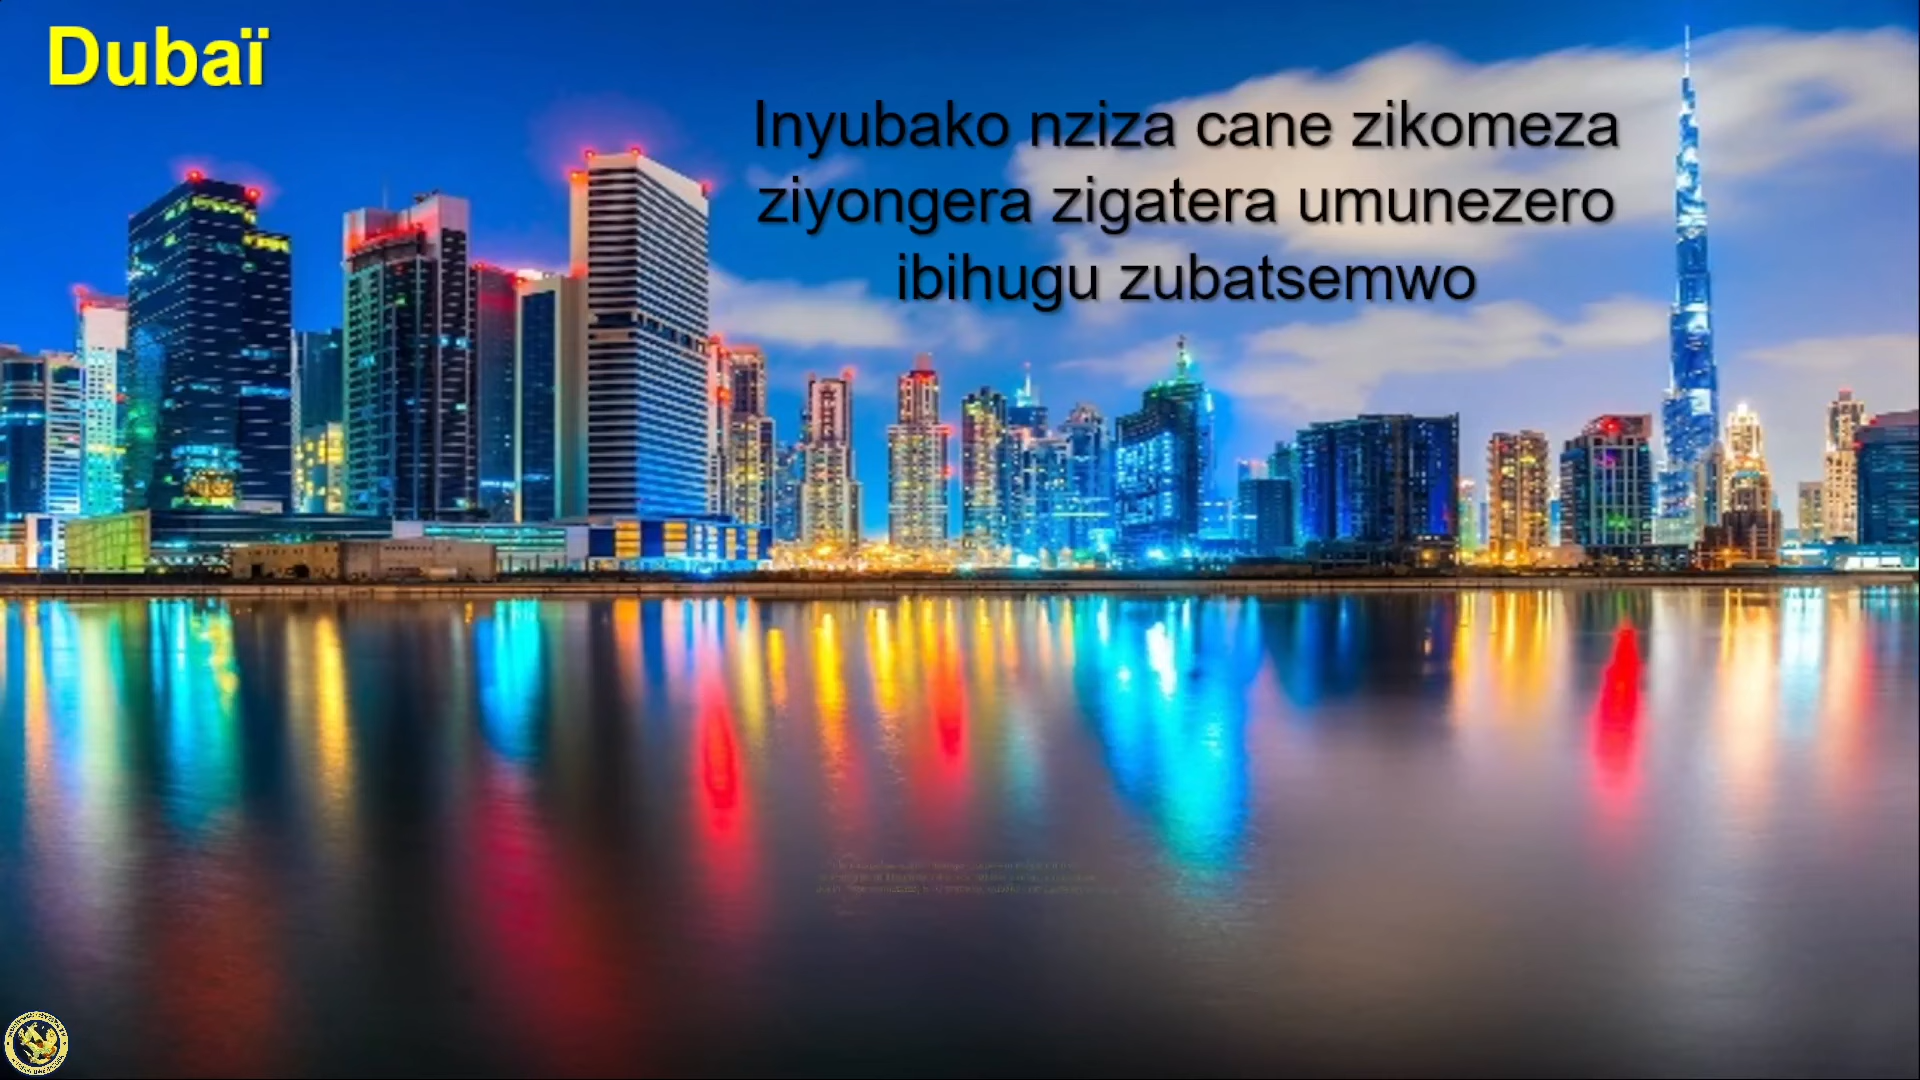 Dubaï
Inyubako nziza cane zikomeza
ziyongera zigatera umunezero
ibihugu zubatsemwo